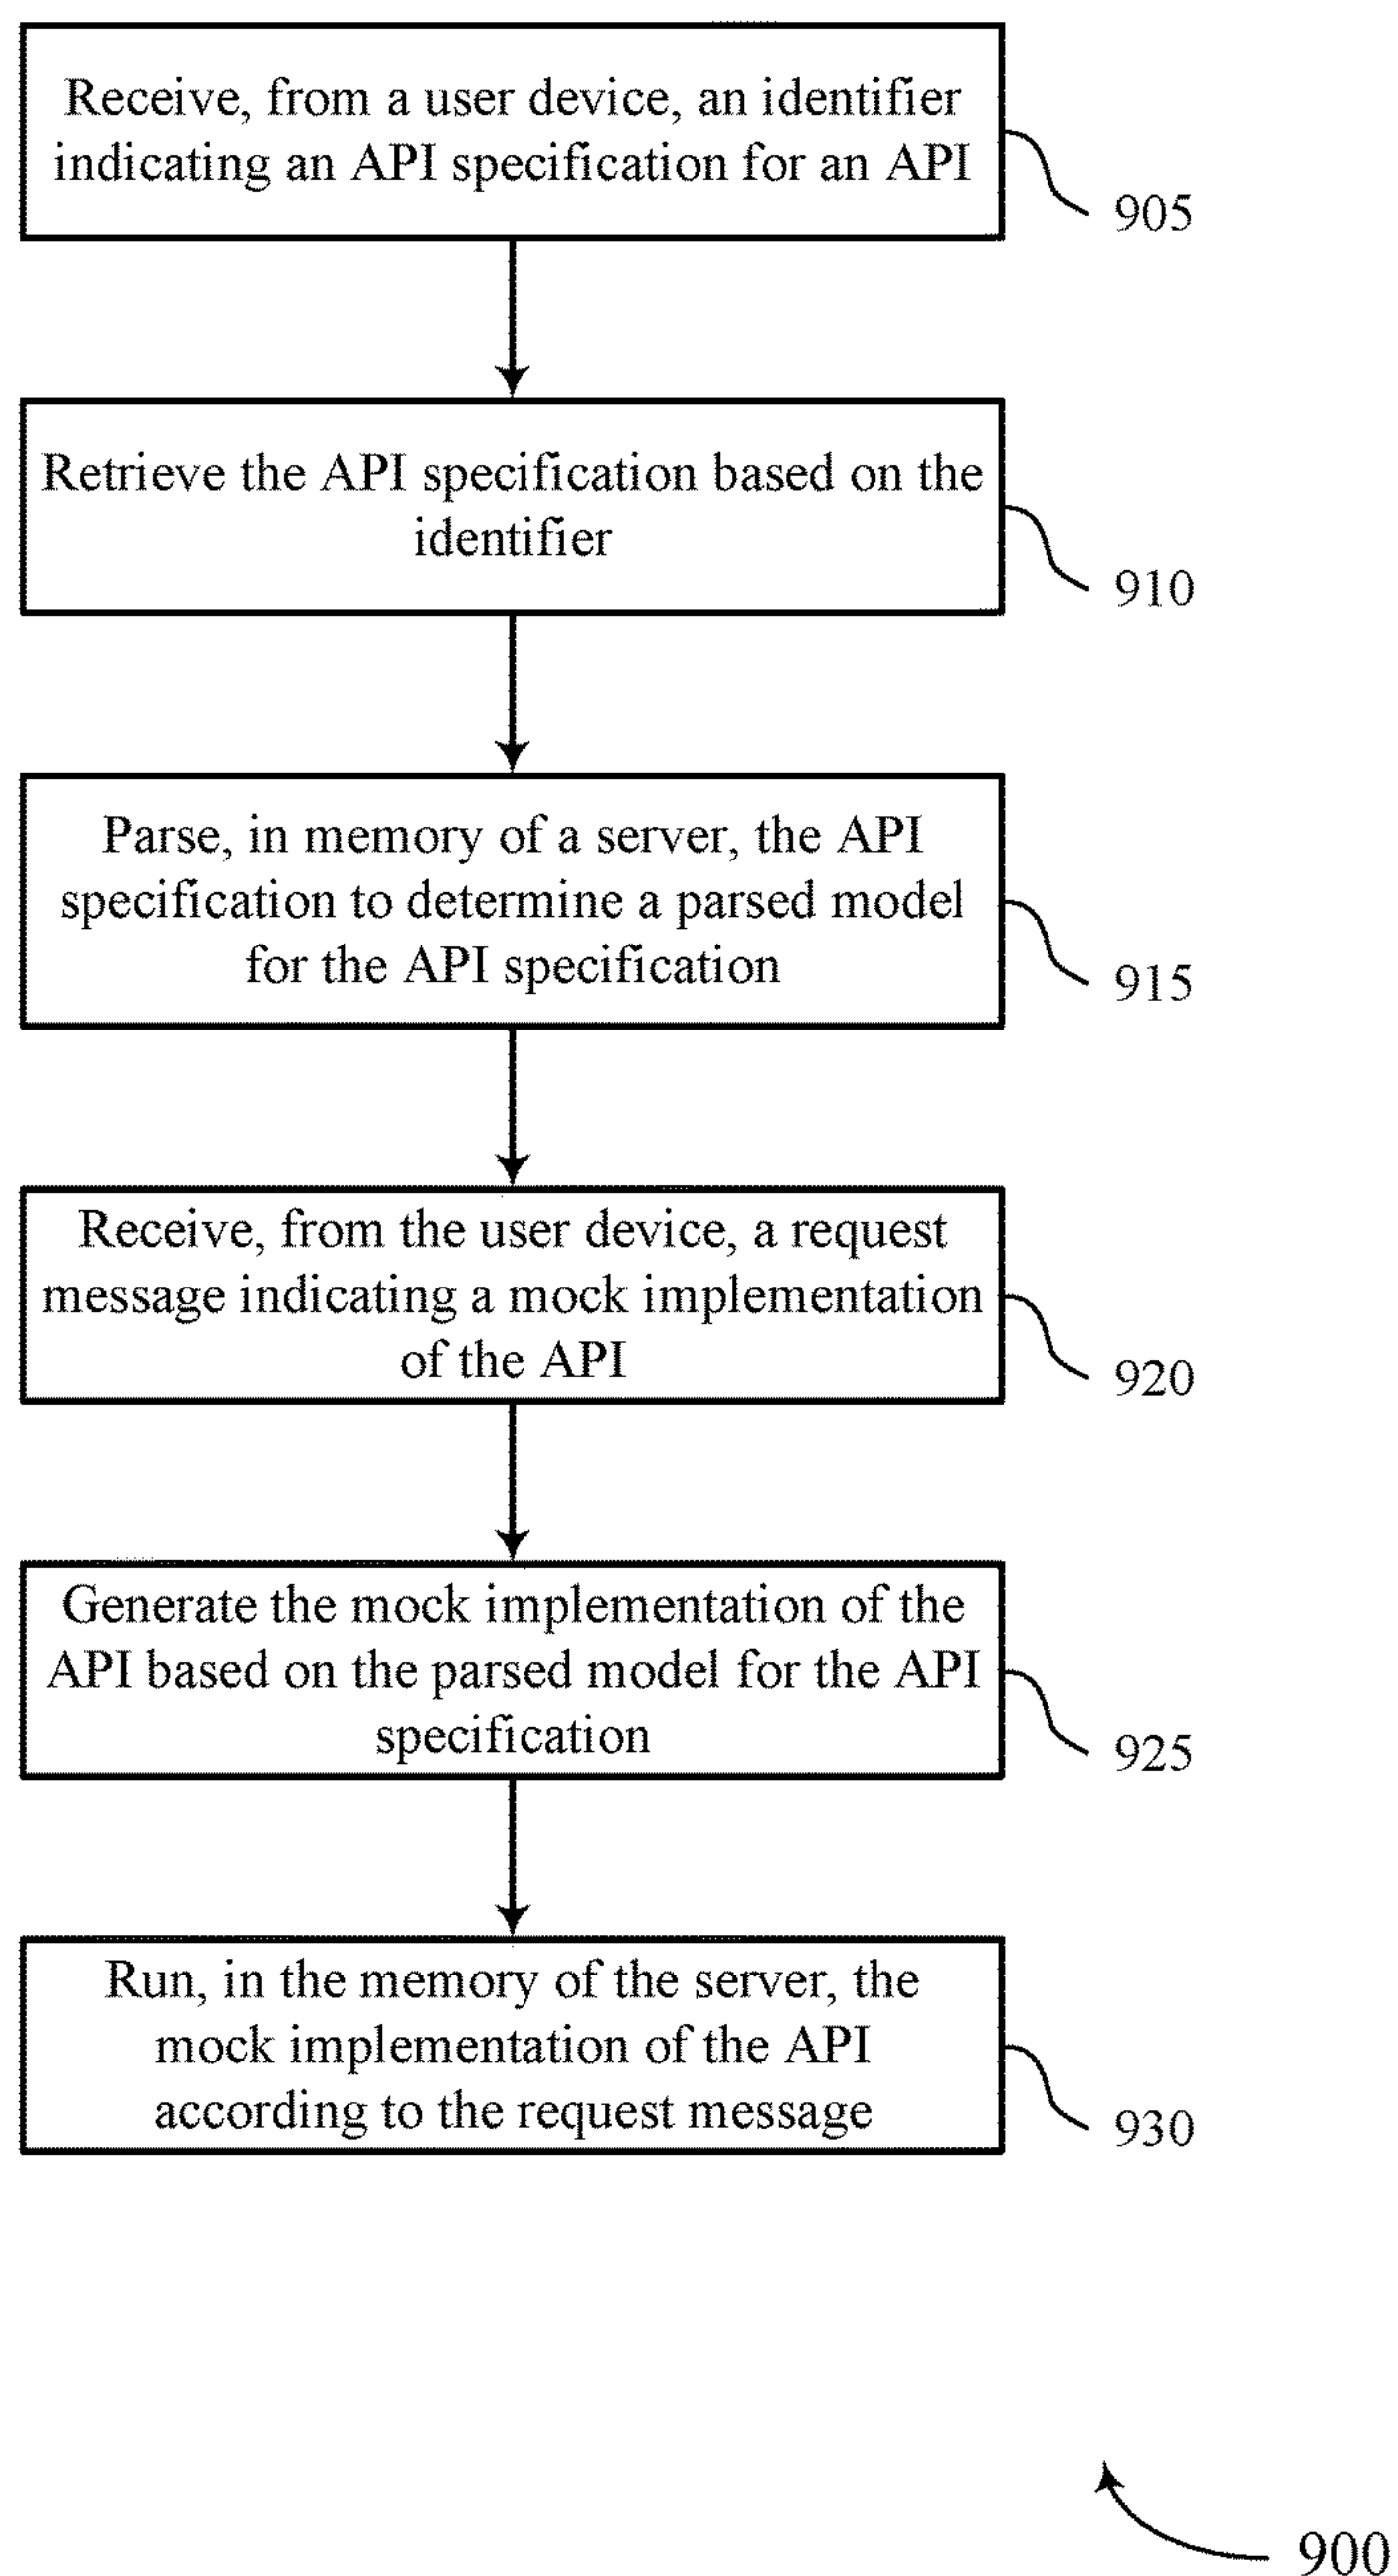 Receive, from a user device, an identifier
indicating an API specification for an API
905
Retrieve the API specification based on the
identifier
910
Parse, in memory of a server, the API
specification to determine a parsed model
for the API specification
915
Receive, from the user device, a request
message indicating a mock implementation
of the API
920
Generate the mock implementation of the
API based on the parsed model for the API
specification
925
Run, in the memory of the server, the
mock implementation of the API
according to the request message
930
900